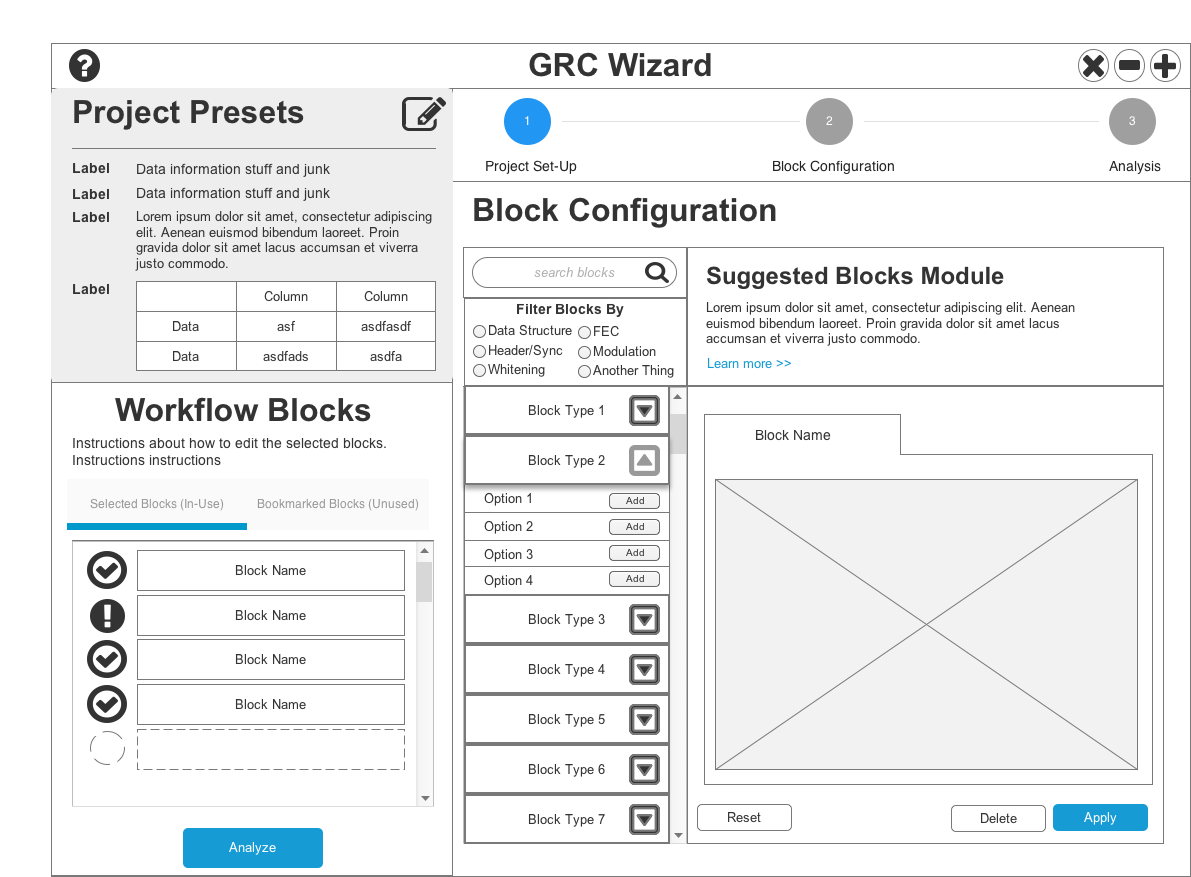 GRC Wizard
Project Presets
Label Data information stuff and junk
Label Data information stuff and junk
Label Lorem ipsum dolor sit amet, consectetur adipiscing
elit. Aenean euismod bibendum laoreet. Proin
gravida dolor sit amet lacus accumsan et viverra
justo commodo.
Label
Column Column
Data asf asdfasdf
Data asdfads asdfa
Workflow Blocks
Instructions about how to edit the selected blocks.
Instructions instructions
Selected Blocks (In-Use) Bookmarked Blocks (Unused)
Block Name
Block Name
Block Name
Block Name
Analyze
1 2 3
Project Set-Up Block Configuration Analysis
Block Configuration
search blocks
Filter Blocks By
Data Structure FEC
Header/Sync Modulation
Whitening Another Thing
Block Type 1
Block Type 2
Option 1 Add
Option 2 Add
Option 3 Add
Option 4 Add
Block Type 3
Block Type 4
Block Type 5
Block Type 6
Block Type 7
Suggested Blocks Module
Lorem ipsum dolor sit amet, consectetur adipiscing elit. Aenean
euismod bibendum laoreet. Proin gravida dolor sit amet lacus
accumsan et viverra justo commodo.
Learn more >>
Block Name
Reset Delete Apply